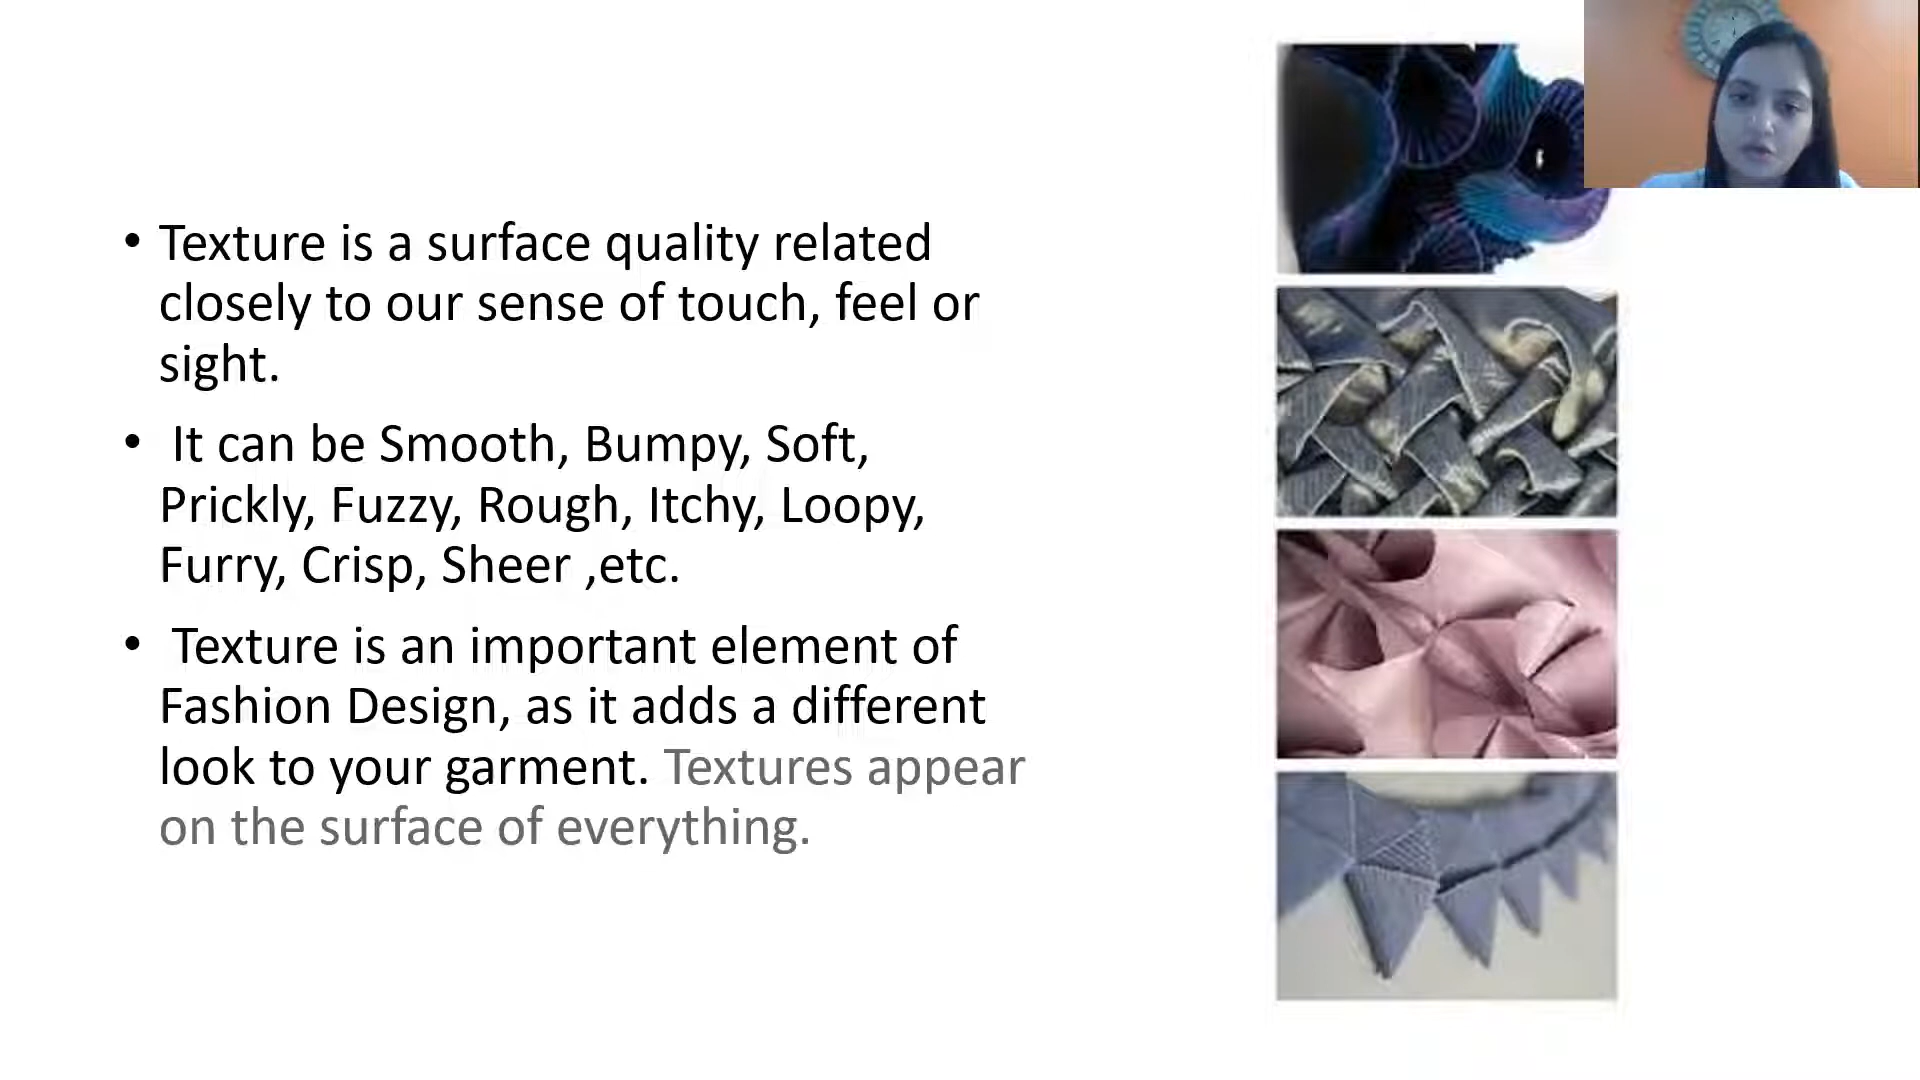 • Texture is a surface quality related
closely to our sense of touch, feel or
sight.
• It can be Smooth, Bumpy, Soft,
Prickly, Fuzzy, Rough, Itchy, Loopy,
Furry, Crisp, Sheer ,etc.
• Texture is an important element of
Fashion Design, as it adds a different
look to your garment. Textures appear
on the surface of everything.